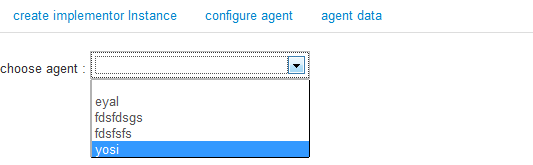 create implementor Instance configure agent agent data
choose agent :
eyal
fdsfdsgs
fdsfsfs
yosi